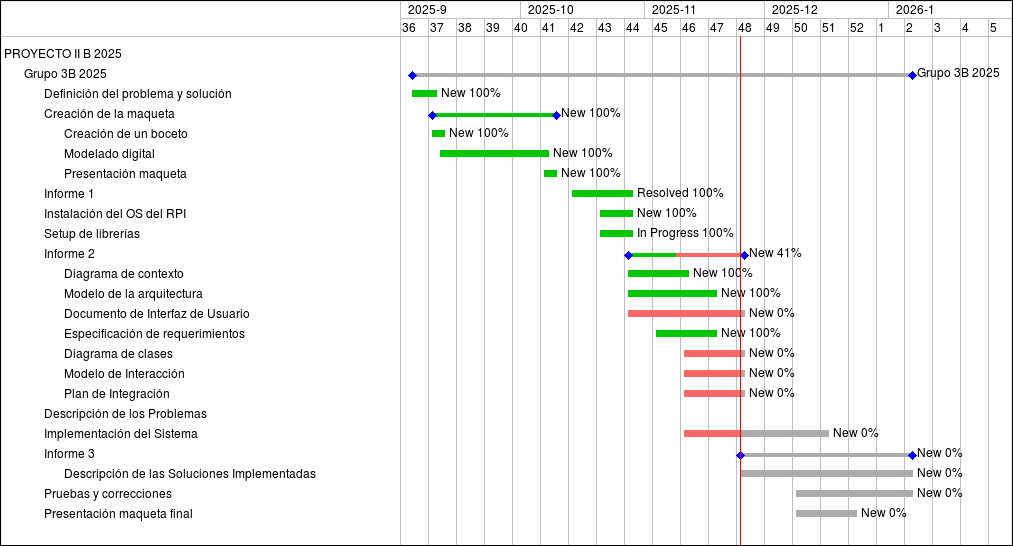 2025-9 2025-10 2025-11 2025-12 2026-1
36 37 38 39 40 41 42 43 44 45 46 47 48 49 50 51 52 1 2 3 4 5
PROYECTO II B 2025
Grupo 3B 2025 Grupo 3B 2025
Definición del problema y solución New 100%
Creación de la maqueta New 100%
Creación de un boceto New 100%
Modelado digital New 100%
Presentación maqueta New 100%
Informe 1 Resolved 100%
Instalación del OS del RPI New 100%
Setup de librerías In Progress 100%
Informe 2 New 41%
Diagrama de contexto New 100%
Modelo de la arquitectura New 100%
Documento de Interfaz de Usuario New 0%
Especificación de requerimientos New 100%
Diagrama de clases New 0%
Modelo de Interacción New 0%
Plan de Integración New 0%
Descripción de los Problemas
Implementación del Sistema New 0%
Informe 3 New 0%
Descripción de las Soluciones Implementadas New 0%
Pruebas y correcciones New 0%
Presentación maqueta final New 0%